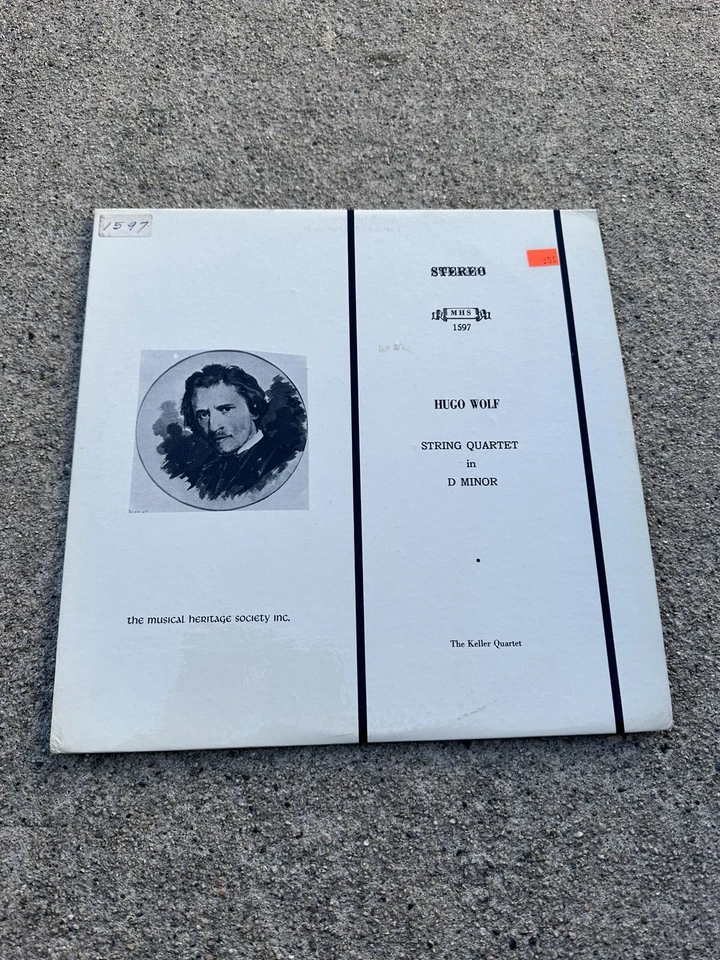 1597
STEREO
MHS
1597
HUGO WOLF
STRING QUARTET
in
D MINOR
the musical heritage society inc.
The Keller Quartet